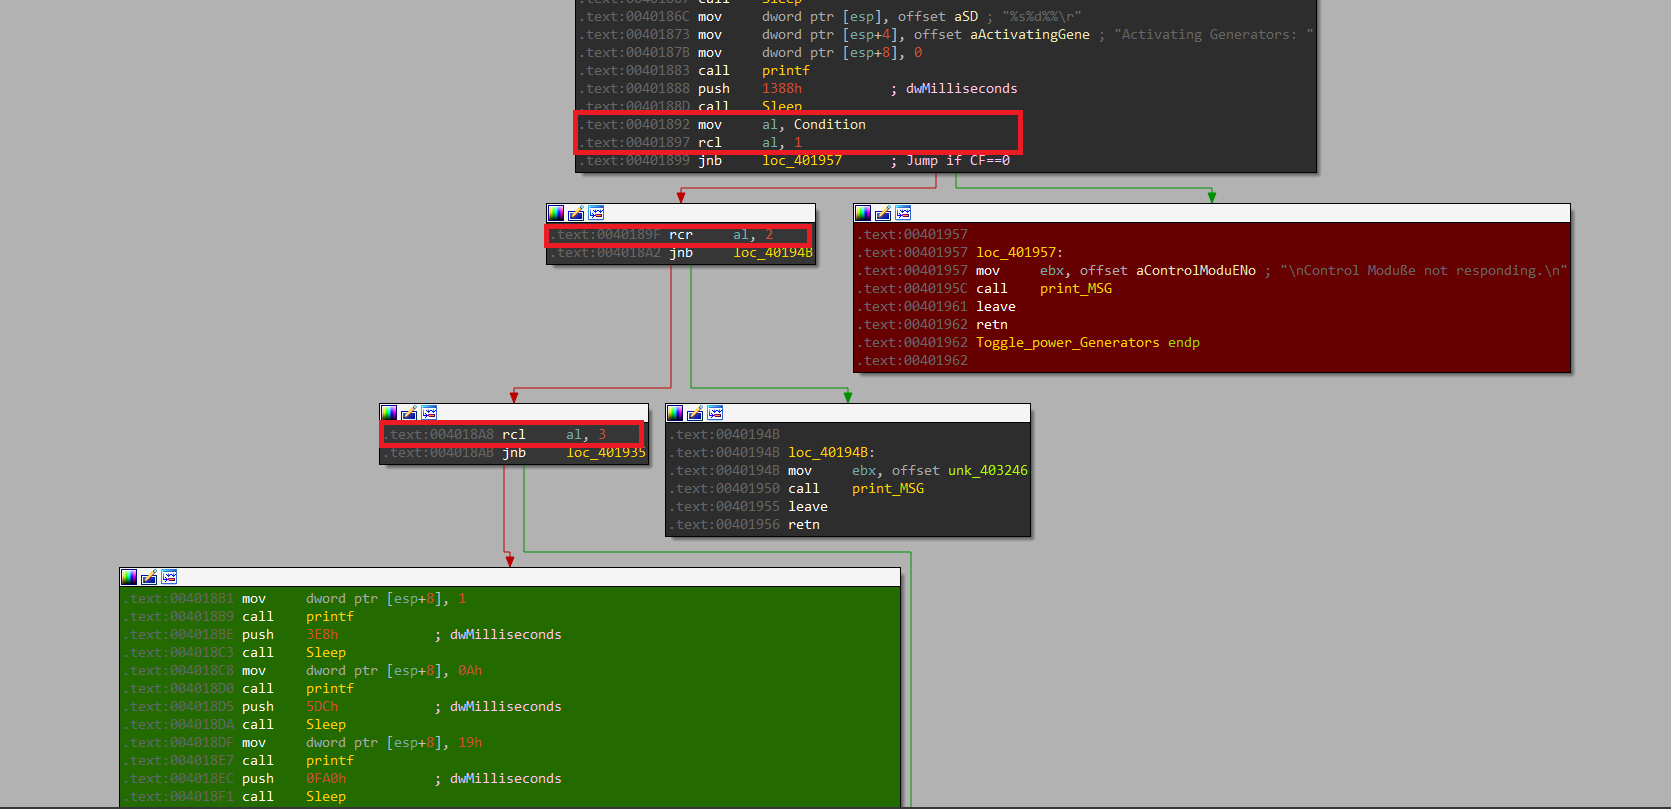 .text:00401867 call    Sleep
.text:0040186C mov     dword ptr [esp], offset aSD ; "%s%d%%\r"
.text:00401873 mov     dword ptr [esp+4], offset aActivatingGene ; "Activating Generators: "
.text:0040187B mov     dword ptr [esp+8], 0
.text:00401883 call    printf
.text:00401888 push    1388h           ; dwMilliseconds
.text:0040188D call    Sleep
.text:00401892 mov     al, Condition
.text:00401897 rcl     al, 1
.text:00401899 jnb     loc_401957      ; Jump if CF==0
.text:0040189F rcr     al, 2
.text:004018A2 jnb     loc_40194B
.text:00401957
.text:00401957 loc_401957:
.text:00401957 mov     ebx, offset aControlModuENo ; "\nControl Moduße not responding.\n"
.text:0040195C call    print_MSG
.text:00401961 leave
.text:00401962 retn
.text:00401962 Toggle_power_Generators endp
.text:00401962
.text:004018A8 rcl     al, 3
.text:004018AB jnb     loc_401935
.text:0040194B
.text:0040194B loc_40194B:
.text:0040194B mov     ebx, offset unk_403246
.text:00401950 call    print_MSG
.text:00401955 leave
.text:00401956 retn
.text:004018B1 mov     dword ptr [esp+8], 1
.text:004018B9 call    printf
.text:004018BE push    3E8h            ; dwMilliseconds
.text:004018C3 call    Sleep
.text:004018C8 mov     dword ptr [esp+8], 0Ah
.text:004018D0 call    printf
.text:004018D5 push    5DCh            ; dwMilliseconds
.text:004018DA call    Sleep
.text:004018DF mov     dword ptr [esp+8], 19h
.text:004018E7 call    printf
.text:004018EC push    0FA0h           ; dwMilliseconds
.text:004018F1 call    Sleep